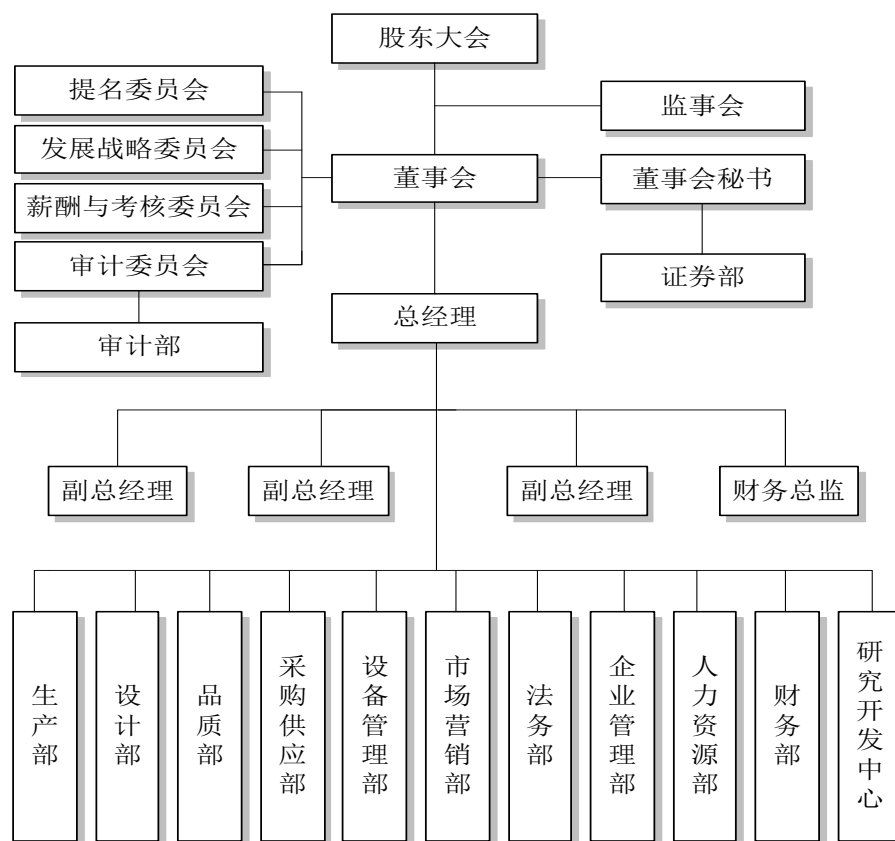 股东大会
提名委员会
监事会
发展战略委员会
董事会
董事会秘书
薪酬与考核委员会
审计委员会
证券部
总经理
审计部
副总经理
副总经理
副总经理
财务总监
生产部
设计部
品质部
采购供应部
设备管理部
市场营销部
法务部
企业管理部
人力资源部
财务部
研究开发中心